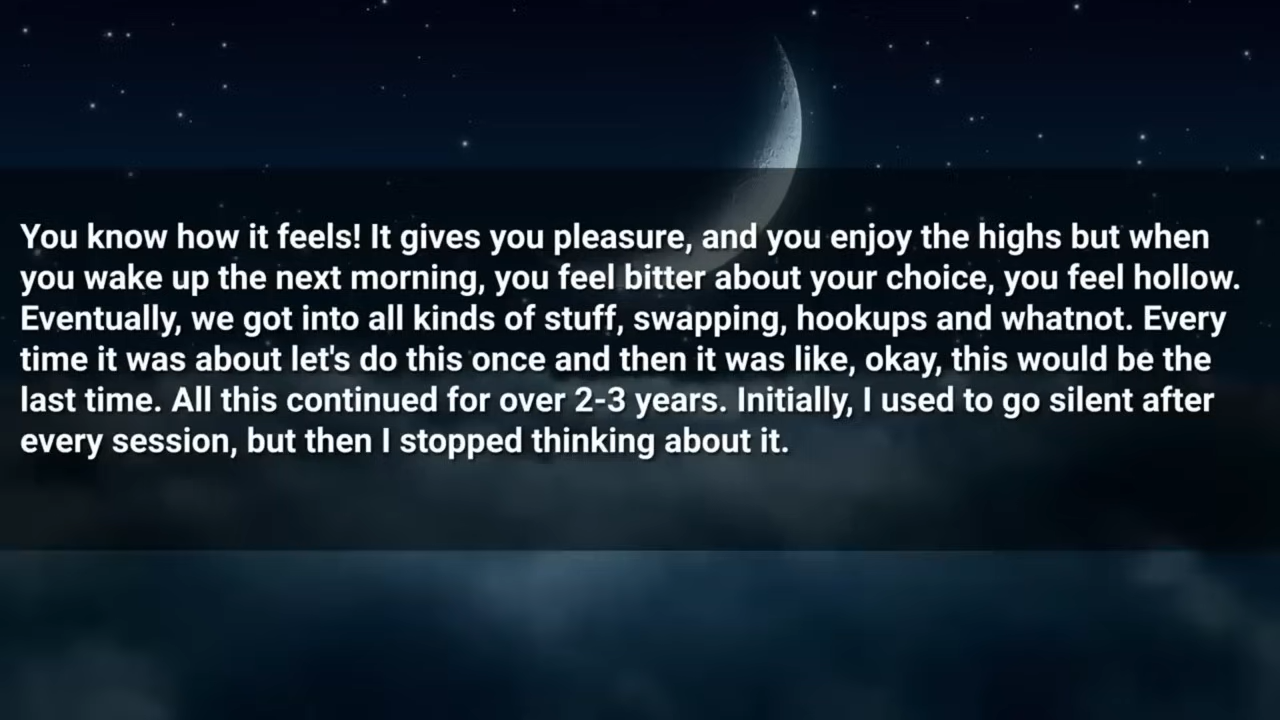 You know how it feels! It gives you pleasure, and you enjoy the highs but when
you wake up the next morning, you feel bitter about your choice, you feel hollow.
Eventually, we got into all kinds of stuff, swapping, hookups and whatnot. Every
time it was about let's do this once and then it was like, okay, this would be the
last time. All this continued for over 2-3 years. Initially, I used to go silent after
every session, but then I stopped thinking about it.